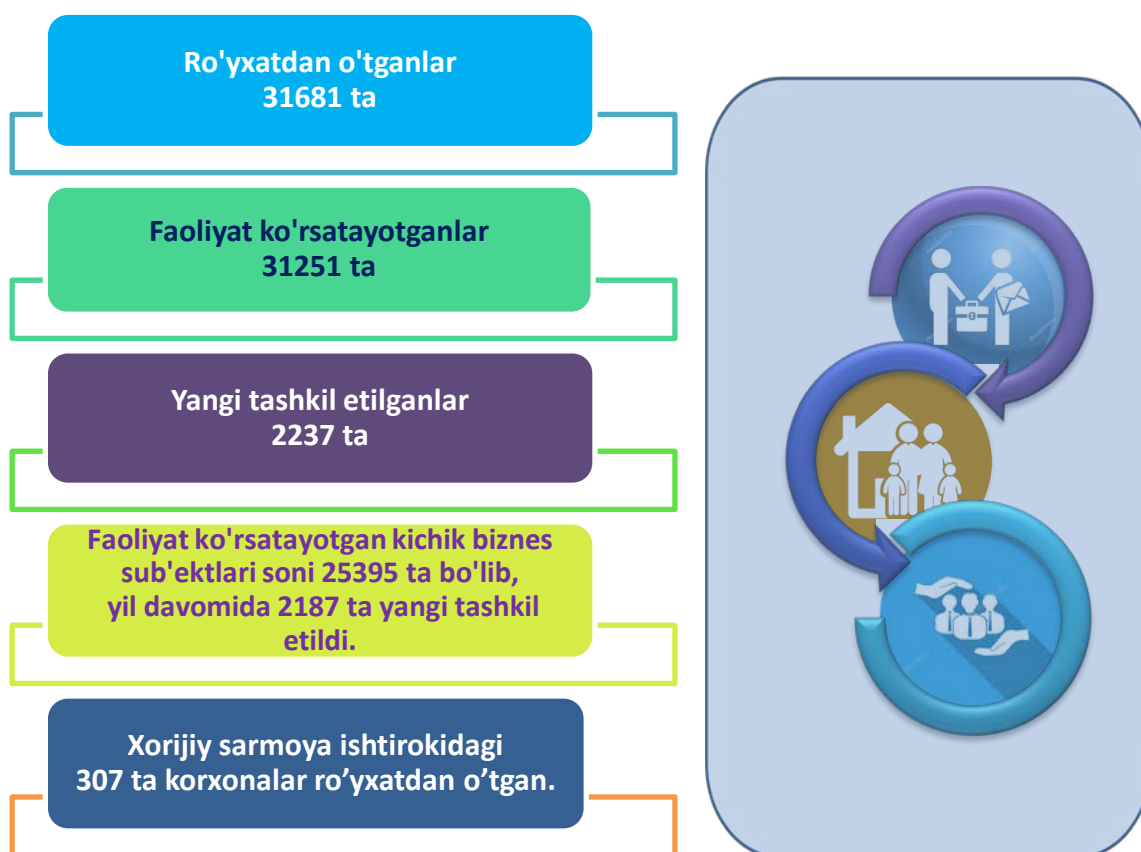 Ro'yxatdan o'tganlar
31681 ta
Faoliyat ko'rsatayotganlar
31251 ta
Yangi tashkil etilganlar
2237 ta
Faoliyat ko'rsatayotgan kichik biznes
sub'ektlari soni 25395 ta bo'lib,
yil davomida 2187 ta yangi tashkil
etildi.
Xorijiy sarmoya ishtirokidagi
307 ta korxonalar ro’yxatdan o’tgan.